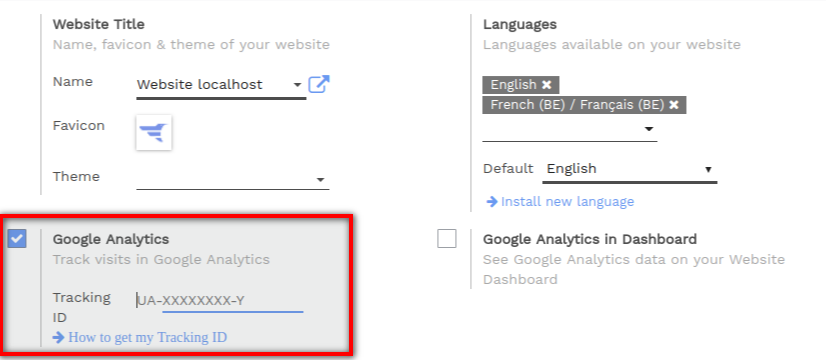 Website Title
Name, favicon & theme of your website
Name Website localhost
Favicon
Theme
Languages
Languages available on your website
English ✖
French (BE) / Français (BE) ✖
Default English
Install new language
Google Analytics
Track visits in Google Analytics
Tracking ID UA-XXXXXXXX-Y
How to get my Tracking ID
Google Analytics in Dashboard
See Google Analytics data on your Website
Dashboard